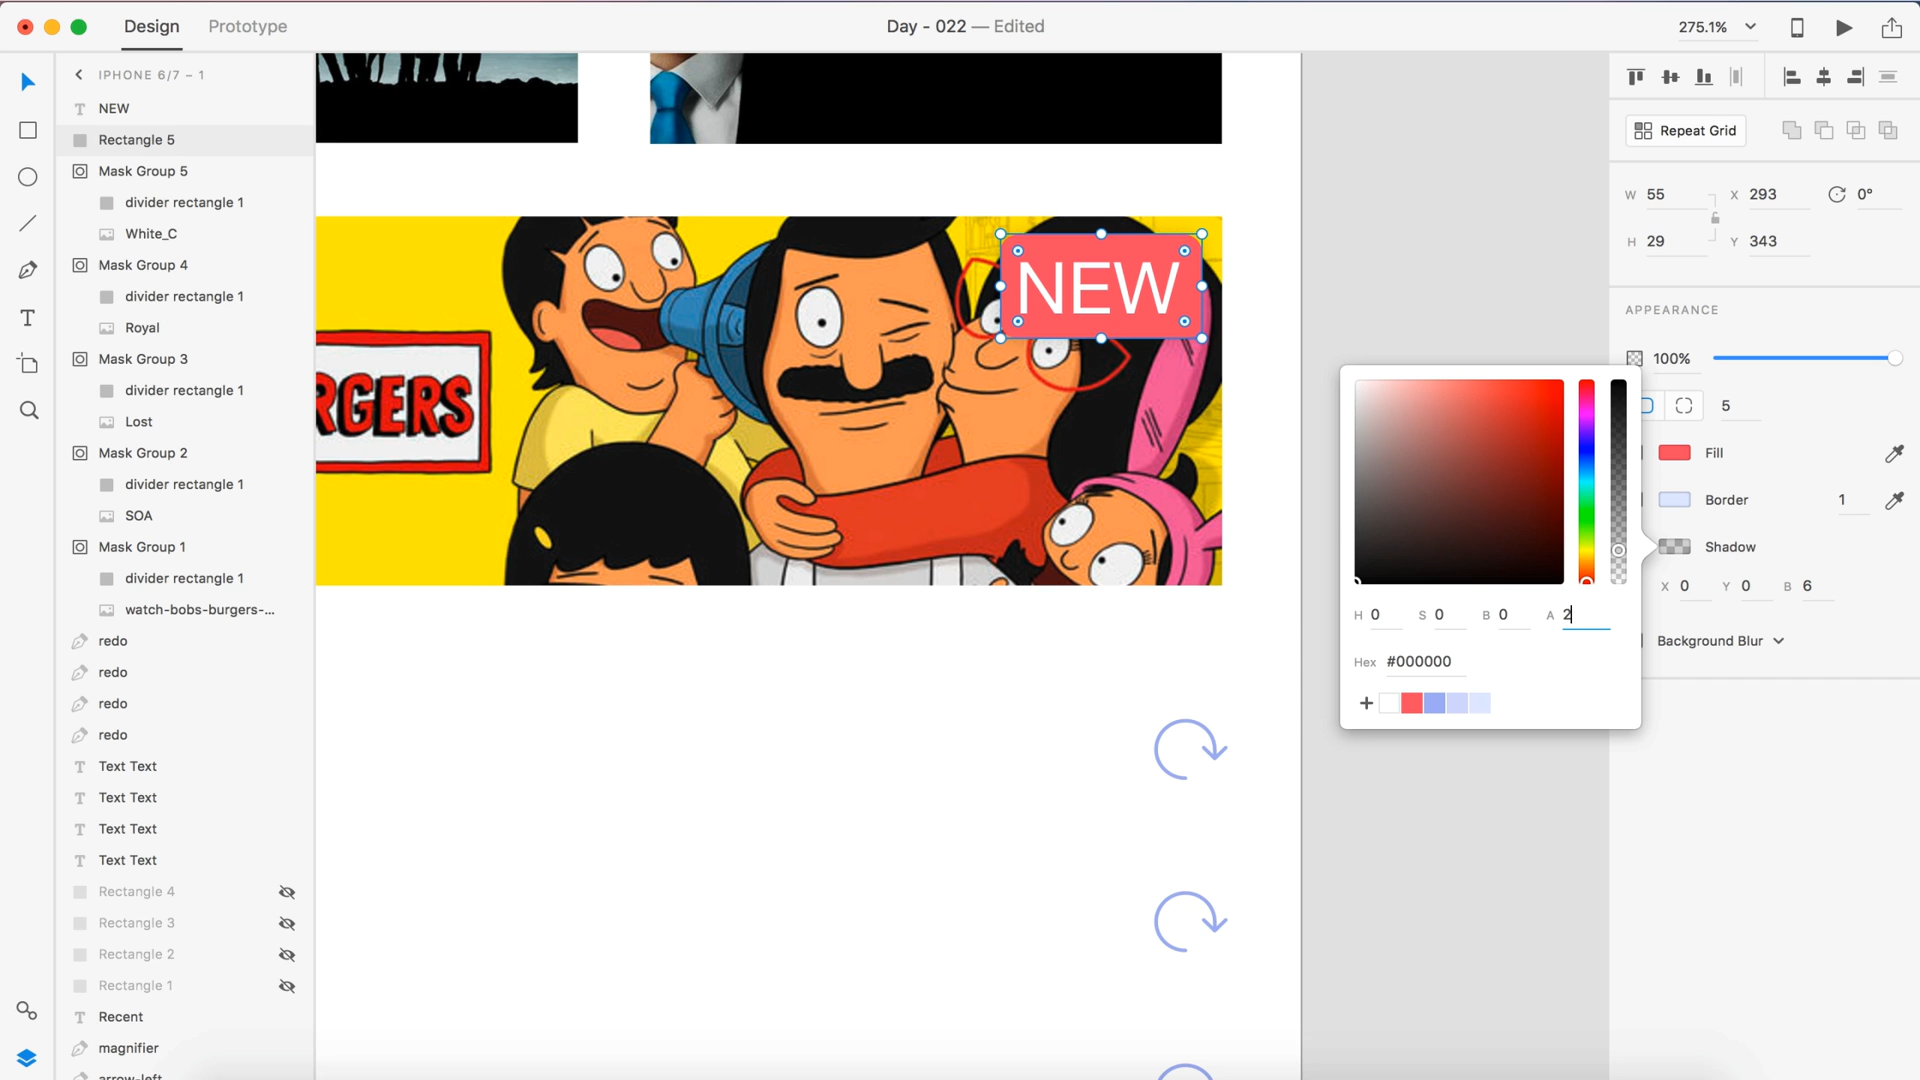 Design
Prototype
Day - 022 — Edited
275.1%
IPHONE 6/7 – 1
NEW
Rectangle 5
Mask Group 5
divider rectangle 1
White_C
Mask Group 4
divider rectangle 1
Royal
Mask Group 3
divider rectangle 1
Lost
Mask Group 2
divider rectangle 1
SOA
Mask Group 1
divider rectangle 1
watch-bobs-burgers-...
redo
redo
redo
redo
Text Text
Text Text
Text Text
Text Text
Rectangle 4
Rectangle 3
Rectangle 2
Rectangle 1
Recent
magnifier
arrow-left
RGERS
NEW
Repeat Grid
W 55 X 293 0°
H 29 Y 343
APPEARANCE
100%
5
Fill
Border 1
Shadow
X 0 Y 0 B 6
Background Blur
H 0 S 0 B 0 A 2
Hex #000000